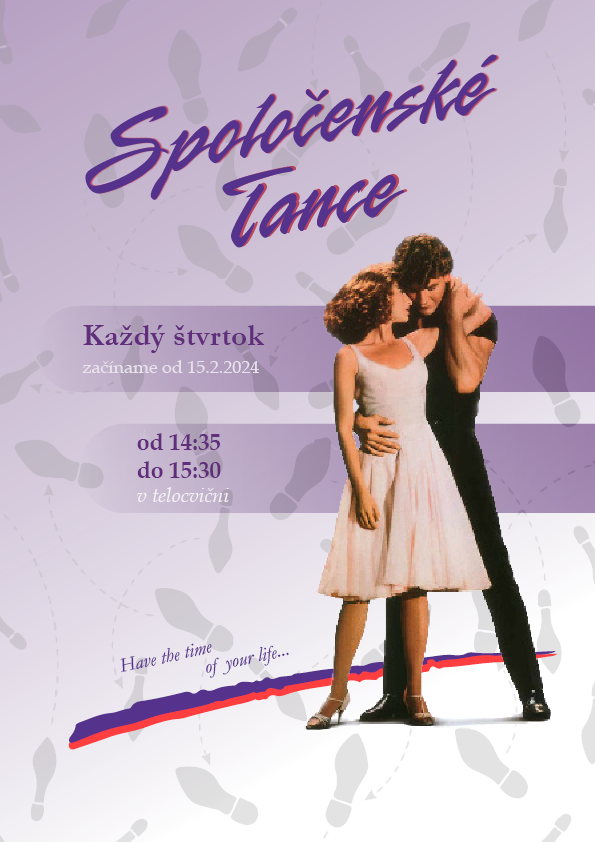 Spoločenské
Tance
Každý štvrtok
začíname od 15.2.2024
od 14:35
do 15:30
v telocvični
Have the time
of your life...